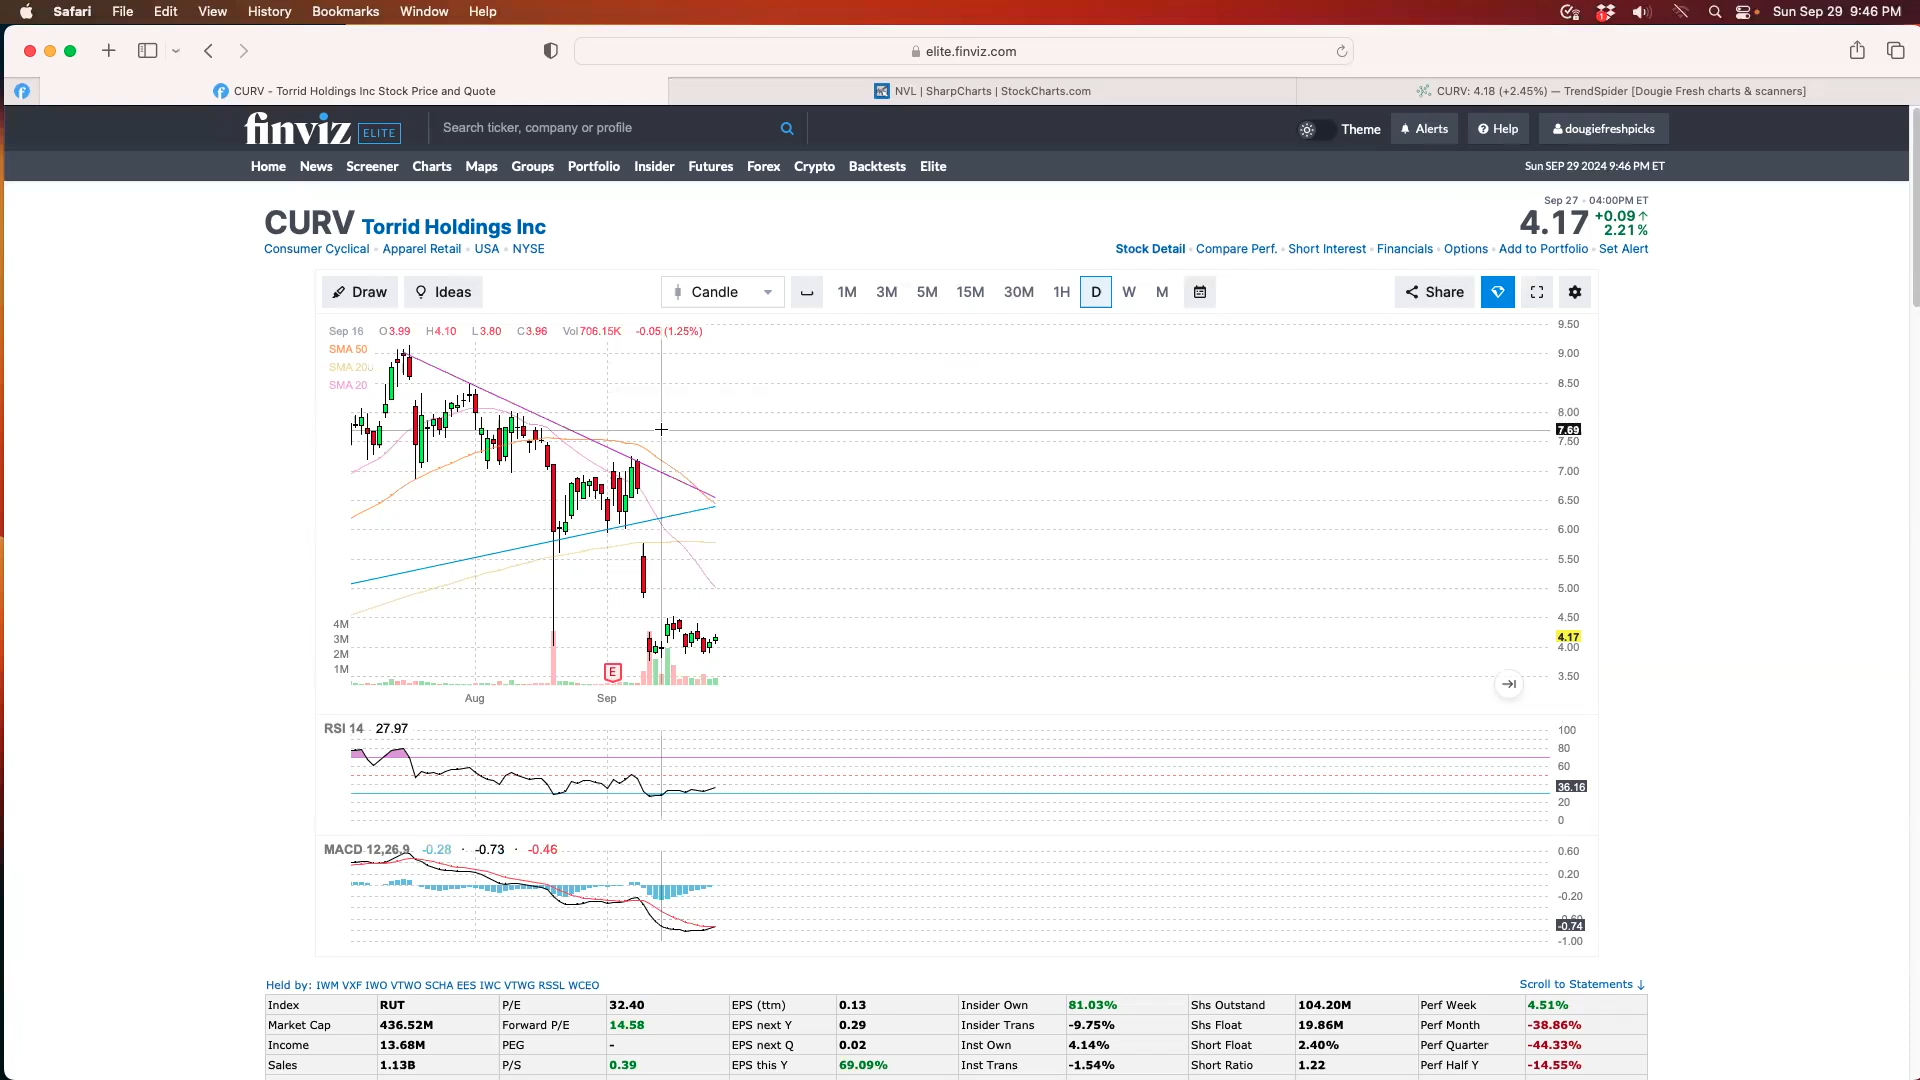 Safari File Edit View History Bookmarks Window Help Sun Sep 29 9:46 PM
elite.finviz.com
CURV - Torrid Holdings Inc Stock Price and Quote NVL | SharpCharts | StockCharts.com CURV: 4.18 (+2.45%) — TrendSpider [Dougie Fresh charts & scanners]
finviz ELITE Search ticker, company or profile Theme Alerts Help dougiefreshpicks
Home News Screener Charts Maps Groups Portfolio Insider Futures Forex Crypto Backtests Elite Sun SEP 29 2024 9:46 PM ET
Sep 27 · 04:00PM ET
CURV Torrid Holdings Inc 4.17 +0.09 2.21%
Consumer Cyclical • Apparel Retail • USA • NYSE Stock Detail • Compare Perf. • Short Interest • Financials • Options • Add to Portfolio • Set Alert
Draw Ideas Candle 1M 3M 5M 15M 30M 1H D W M Share
Sep 16 O3.99 H4.10 L3.80 C3.96 Vol706.15K -0.05 (1.25%)
SMA 50
SMA 200
SMA 20
9.50
9.00
8.50
8.00
7.69
7.50
7.00
6.50
6.00
5.50
5.00
4.50
4.17
4.00
3.50
4M
3M
2M
1M
E
Aug Sep
RSI 14 27.97
100
80
60
36.16
20
0
MACD 12,26,9 -0.28 · -0.73 · -0.46
0.60
0.20
-0.20
-0.74
-1.00
Held by: IWM VXF IWO VTWO SCHA EES IWC VTWG RSSL WCEO Scroll to Statements ↓
Index RUT P/E 32.40 EPS (ttm) 0.13 Insider Own 81.03% Shs Outstand 104.20M Perf Week 4.51%
Market Cap 436.52M Forward P/E 14.58 EPS next Y 0.29 Insider Trans -9.75% Shs Float 19.86M Perf Month -38.86%
Income 13.68M PEG - EPS next Q 0.02 Inst Own 4.14% Short Float 2.40% Perf Quarter -44.33%
Sales 1.13B P/S 0.39 EPS this Y 69.09% Inst Trans -1.54% Short Ratio 1.22 Perf Half Y -14.55%